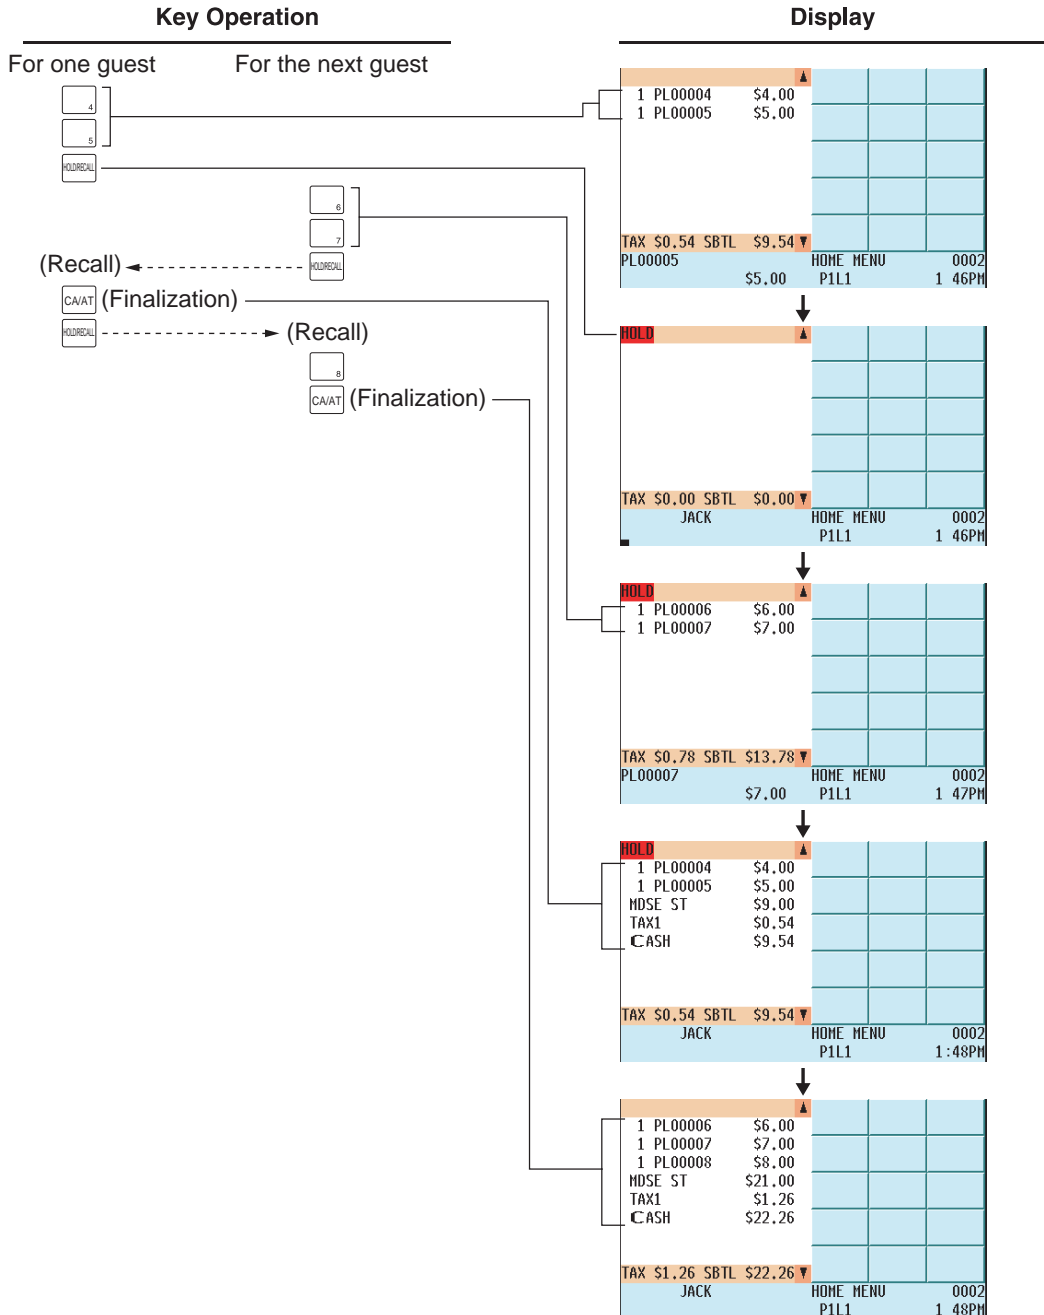 Key Operation
Display
For one guest
For the next guest
4
5
HOLD/RECALL
6
7
HOLD/RECALL
(Recall)
CA/AT (Finalization)
HOLD/RECALL
(Recall)
8
CA/AT (Finalization)
1 PL00004 $4.00
1 PL00005 $5.00
TAX $0.54 SBTL $9.54
PL00005 HOME MENU 0002
$5.00 P1L1 1 46PM
HOLD
TAX $0.00 SBTL $0.00
JACK HOME MENU 0002
P1L1 1 46PM
HOLD
1 PL00006 $6.00
1 PL00007 $7.00
TAX $0.78 SBTL $13.78
PL00007 HOME MENU 0002
$7.00 P1L1 1 47PM
HOLD
1 PL00004 $4.00
1 PL00005 $5.00
MDSE ST $9.00
TAX1 $0.54
CASH $9.54
TAX $0.54 SBTL $9.54
JACK HOME MENU 0002
P1L1 1:48PM
1 PL00006 $6.00
1 PL00007 $7.00
1 PL00008 $8.00
MDSE ST $21.00
TAX1 $1.26
CASH $22.26
TAX $1.26 SBTL $22.26
JACK HOME MENU 0002
P1L1 1 48PM